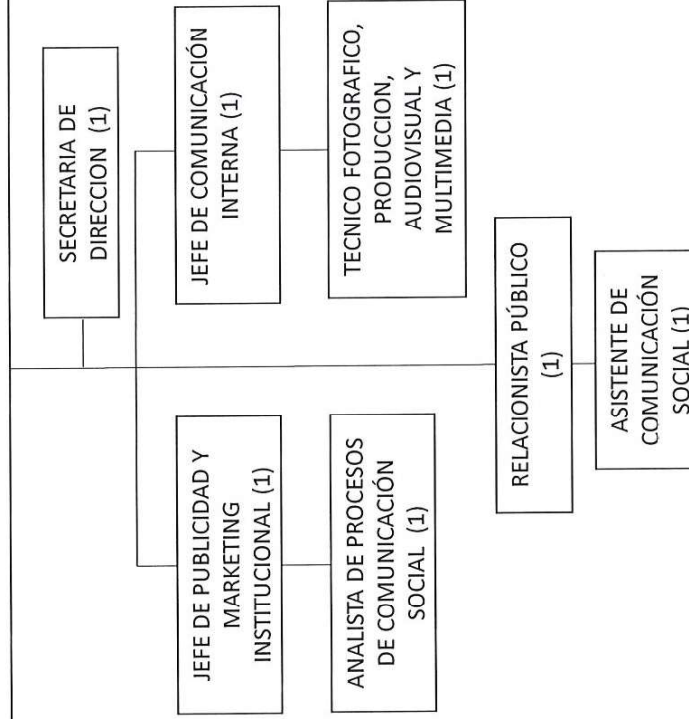 SECRETARIA DE
DIRECCION (1)
JEFE DE PUBLICIDAD Y
MARKETING
INSTITUCIONAL (1)
JEFE DE COMUNICACIÓN
INTERNA (1)
ANALISTA DE PROCESOS
DE COMUNICACIÓN
SOCIAL (1)
TECNICO FOTOGRAFICO,
PRODUCCION,
AUDIOVISUAL Y
MULTIMEDIA (1)
RELACIONISTA PÚBLICO
(1)
ASISTENTE DE
COMUNICACIÓN
SOCIAL (1)